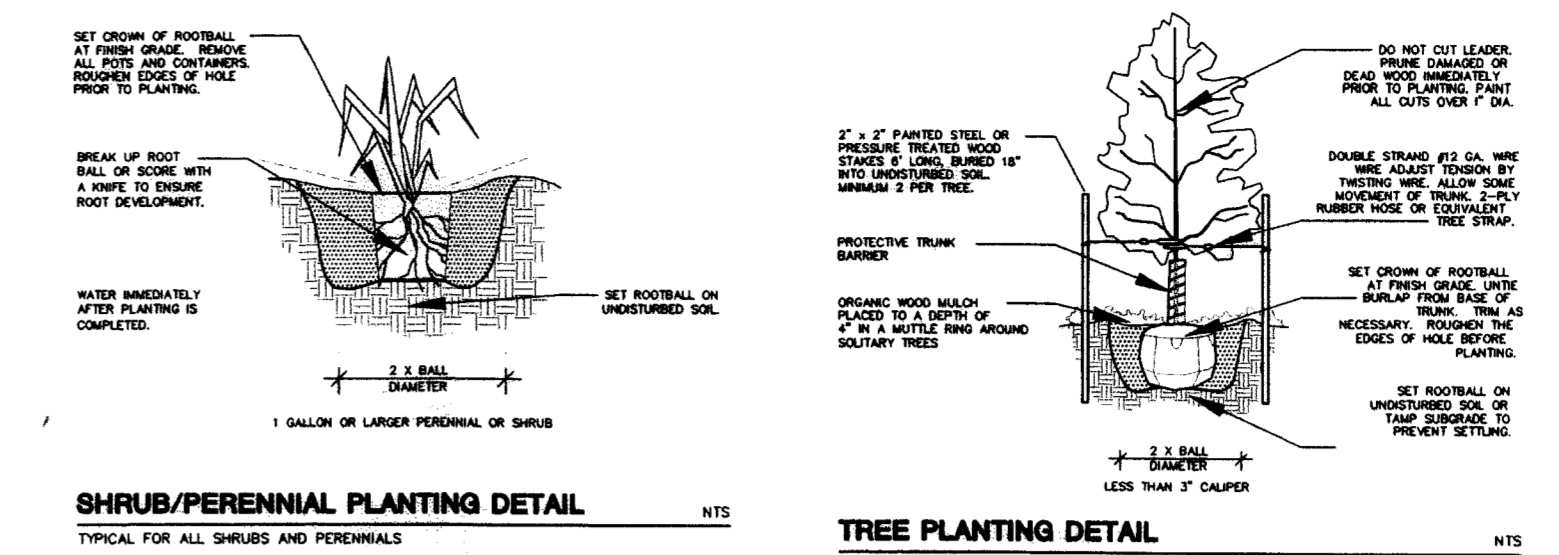 SET CROWN OF ROOTBALL
AT FINISH GRADE. REMOVE
ALL POTS AND CONTAINERS.
ROUGHEN EDGES OF HOLE
PRIOR TO PLANTING.
BREAK UP ROOT
BALL OR SCORE WITH
A KNIFE TO ENSURE
ROOT DEVELOPMENT.
WATER IMMEDIATELY
AFTER PLANTING IS
COMPLETED.
SET ROOTBALL ON
UNDISTURBED SOIL
2 X BALL
DIAMETER
1 GALLON OR LARGER PERENNIAL OR SHRUB
SHRUB/PERENNIAL PLANTING DETAIL
NTS
TYPICAL FOR ALL SHRUBS AND PERENNIALS
2" x 2" PAINTED STEEL OR
PRESSURE TREATED WOOD
STAKES 6' LONG, BURIED 18"
INTO UNDISTURBED SOIL.
MINIMUM 2 PER TREE.
PROTECTIVE TRUNK
BARRIER
ORGANIC WOOD MULCH
PLACED TO A DEPTH OF
4" IN A MUTTLE RING AROUND
SOLITARY TREES
DO NOT CUT LEADER.
PRUNE DAMAGED OR
DEAD WOOD IMMEDIATELY
PRIOR TO PLANTING. PAINT
ALL CUTS OVER 1" DIA.
DOUBLE STRAND #12 GA. WIRE
WIRE ADJUST TENSION BY
TWISTING WIRE. ALLOW SOME
MOVEMENT OF TRUNK. 2-PLY
RUBBER HOSE OR EQUIVALENT
TREE STRAP.
SET CROWN OF ROOTBALL
AT FINISH GRADE. UNTIE
BURLAP FROM BASE OF
TRUNK. TRIM AS
NECESSARY. ROUGHEN THE
EDGES OF HOLE BEFORE
PLANTING.
SET ROOTBALL ON
UNDISTURBED SOIL OR
TAMP SUBGRADE TO
PREVENT SETTLING.
2 X BALL
DIAMETER
LESS THAN 3" CALIPER
TREE PLANTING DETAIL
NTS